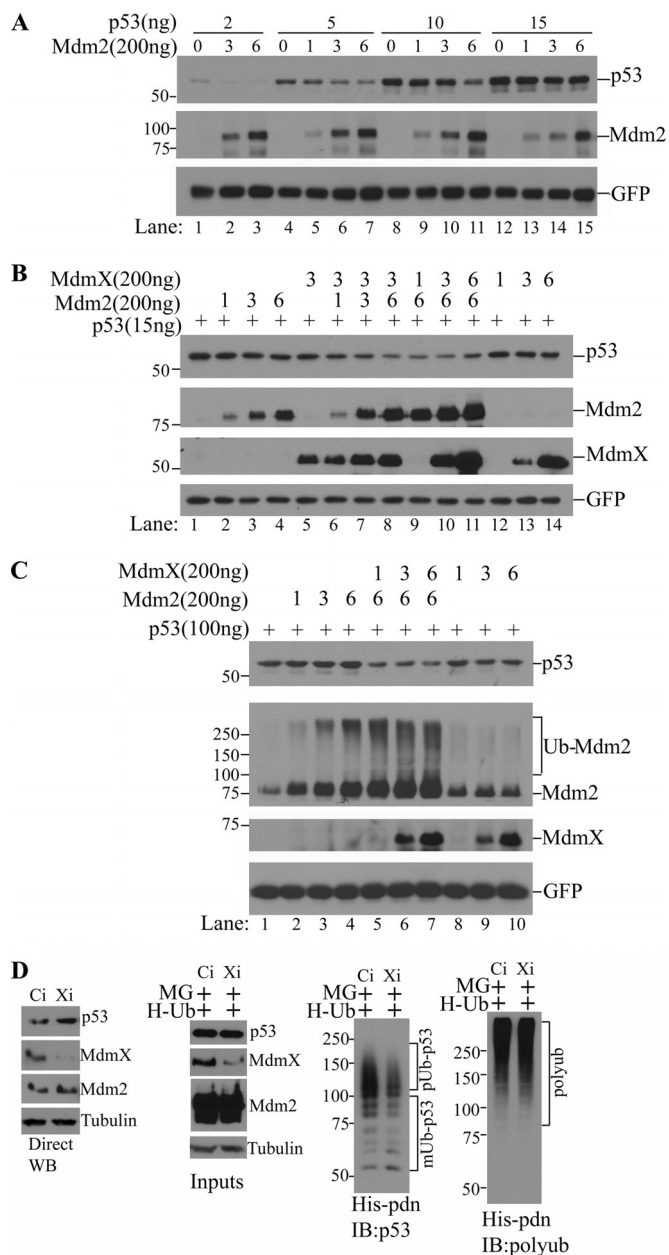 A
p53(ng) 2 5 10 15
Mdm2(200ng) 0 3 6 0 1 3 6 0 1 3 6 0 1 3 6
50
p53
100
75
Mdm2
GFP
Lane: 1 2 3 4 5 6 7 8 9 10 11 12 13 14 15
B
MdmX(200ng) 3 3 3 3 1 3 6 1 3 6
Mdm2(200ng) 1 3 6 1 3 6 6 6 6
p53(15ng) + + + + + + + + + + + + + +
50
p53
75
Mdm2
50
MdmX
GFP
Lane: 1 2 3 4 5 6 7 8 9 10 11 12 13 14
C
MdmX(200ng) 1 3 6 1 3 6
Mdm2(200ng) 1 3 6 6 6 6
p53(100ng) + + + + + + + + + +
50
p53
250
150
100
75
Ub-Mdm2
Mdm2
75
MdmX
GFP
Lane: 1 2 3 4 5 6 7 8 9 10
D
Ci Xi
p53
MdmX
Mdm2
Tubulin
Direct
WB
Ci Xi
MG + +
H-Ub + +
p53
MdmX
Mdm2
Tubulin
Inputs
Ci Xi
MG + +
H-Ub + +
250
150
100
75
50
pUb-p53
mUb-p53
His-pdn
IB:p53
Ci Xi
MG + +
H-Ub + +
250
150
100
75
50
polyub
His-pdn
IB:polyub